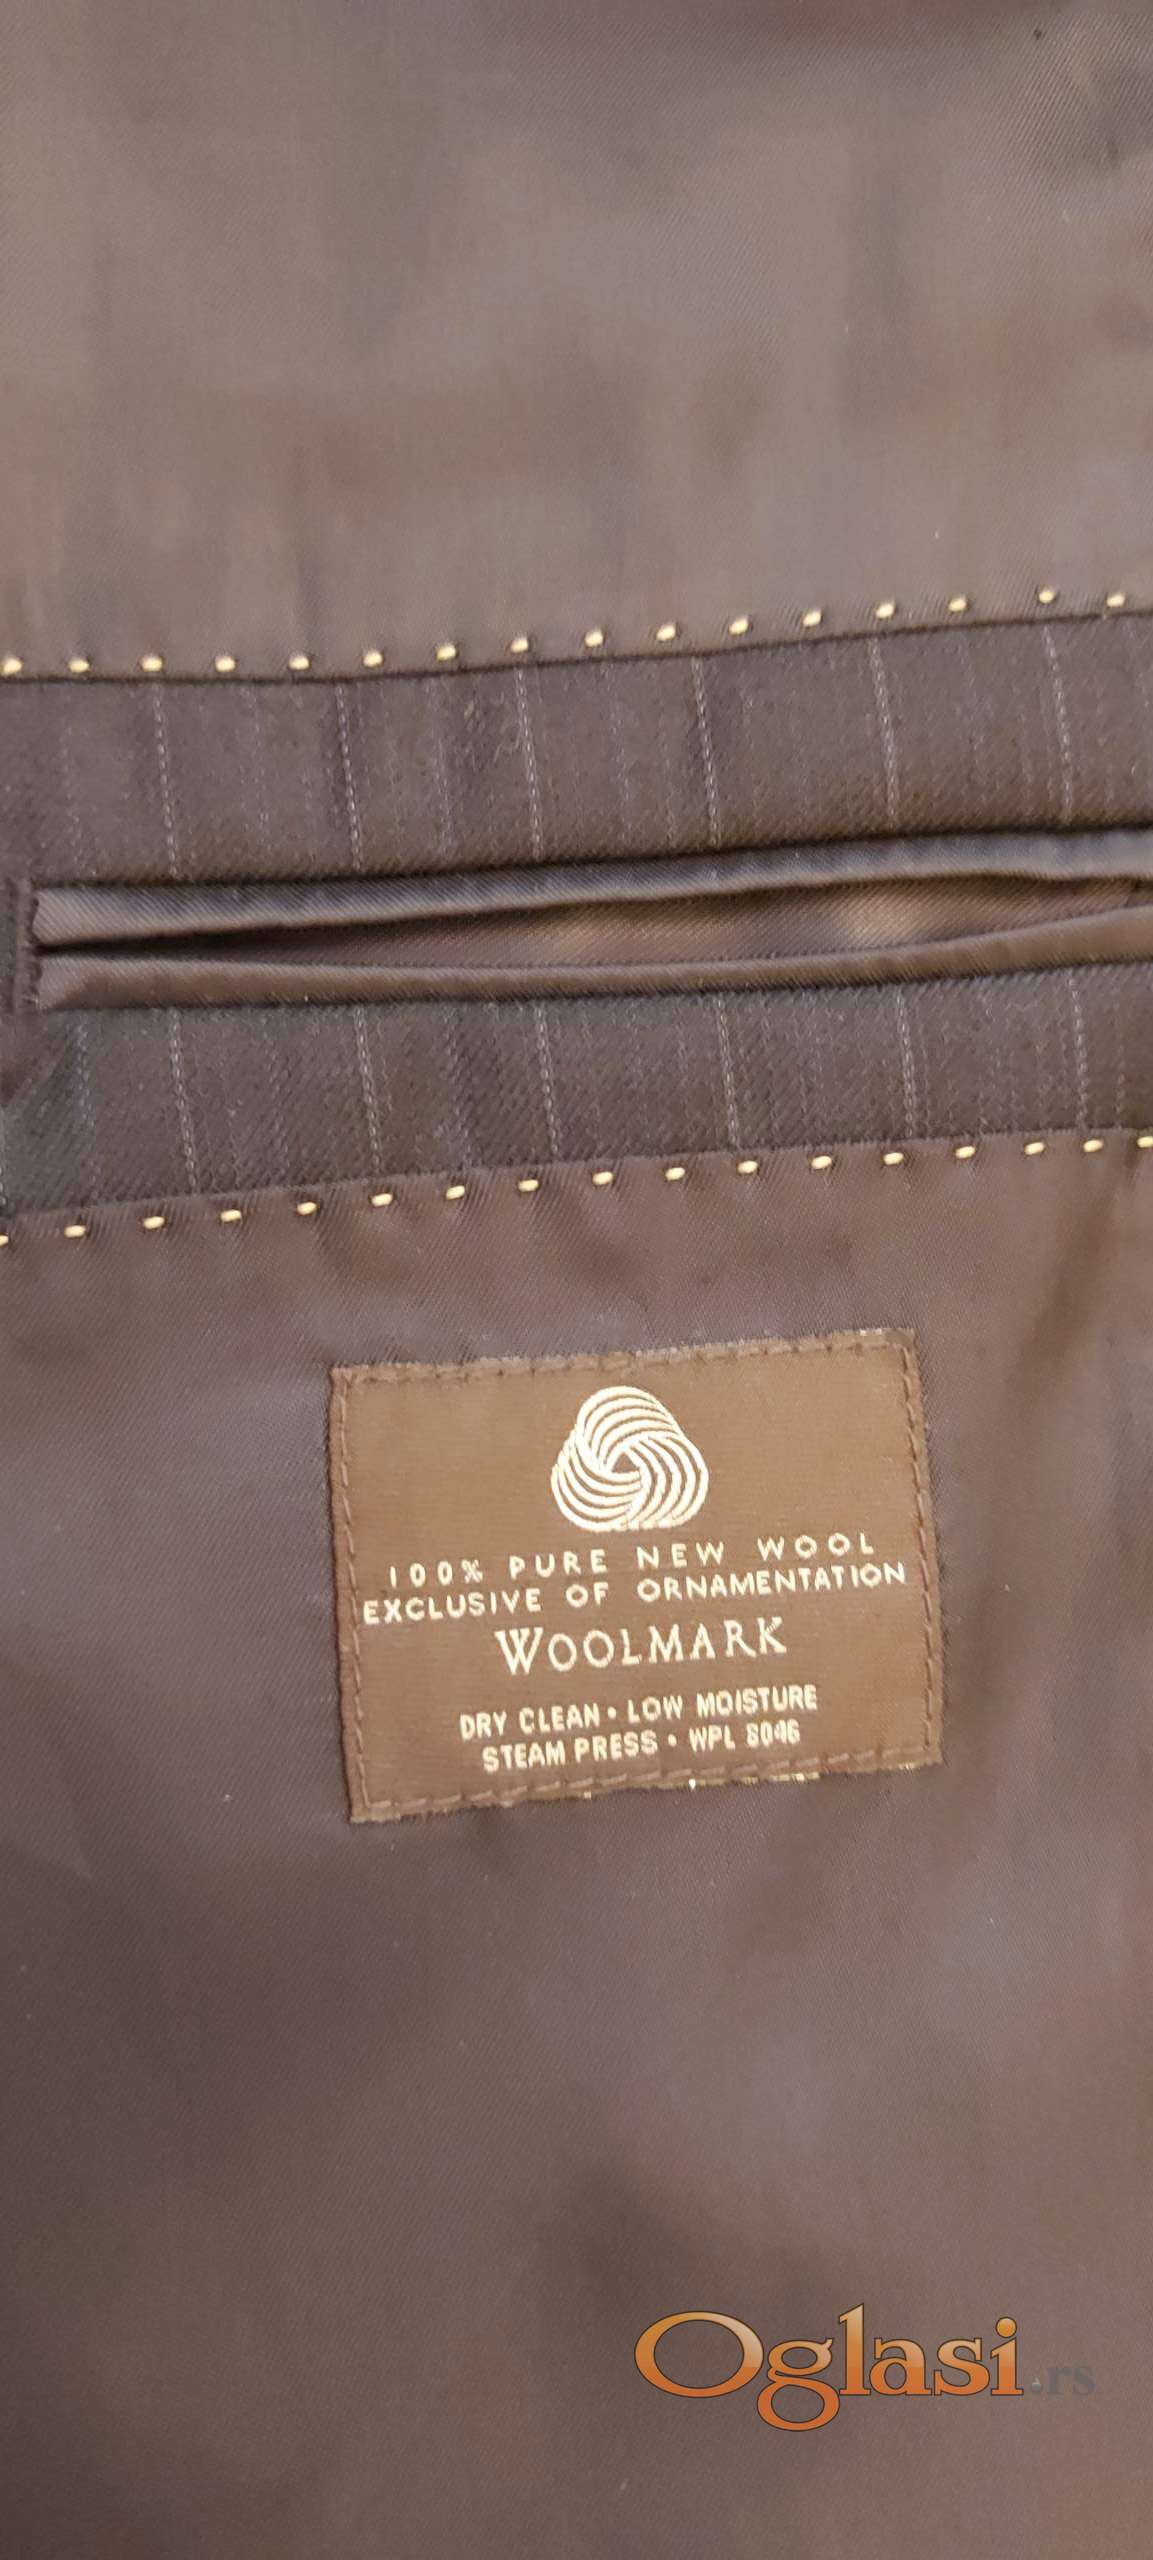 100% PURE NEW WOOL
EXCLUSIVE OF ORNAMENTATION
WOOLMARK
DRY CLEAN • LOW MOISTURE
STEAM PRESS • WPL 8046
Oglasi.rs